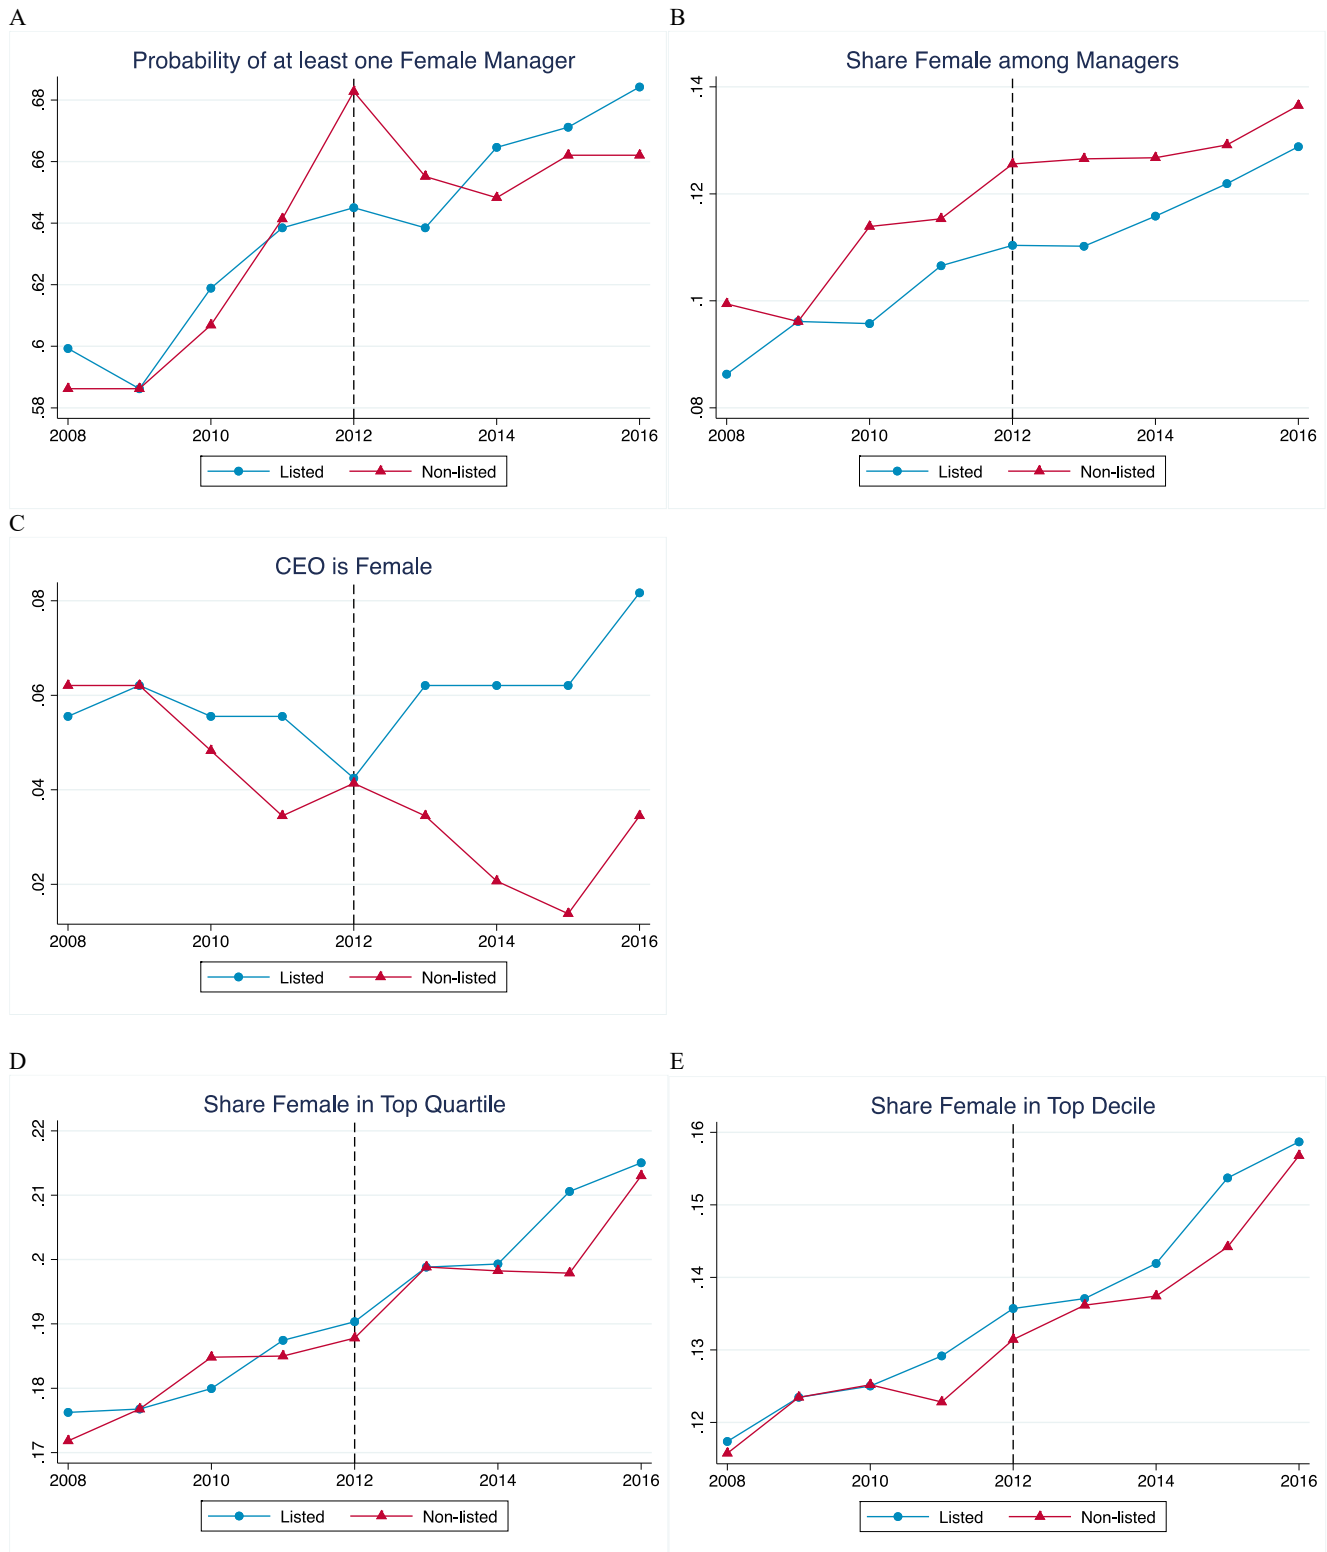 A
Probability of at least one Female Manager
.68
.66
.64
.62
.6
.58
2008 2010 2012 2014 2016
Listed Non-listed
B
Share Female among Managers
.14
.12
.1
.08
2008 2010 2012 2014 2016
Listed Non-listed
C
CEO is Female
.08
.06
.04
.02
2008 2010 2012 2014 2016
Listed Non-listed
D
Share Female in Top Quartile
.22
.21
.2
.19
.18
.17
2008 2010 2012 2014 2016
Listed Non-listed
E
Share Female in Top Decile
.16
.15
.14
.13
.12
2008 2010 2012 2014 2016
Listed Non-listed